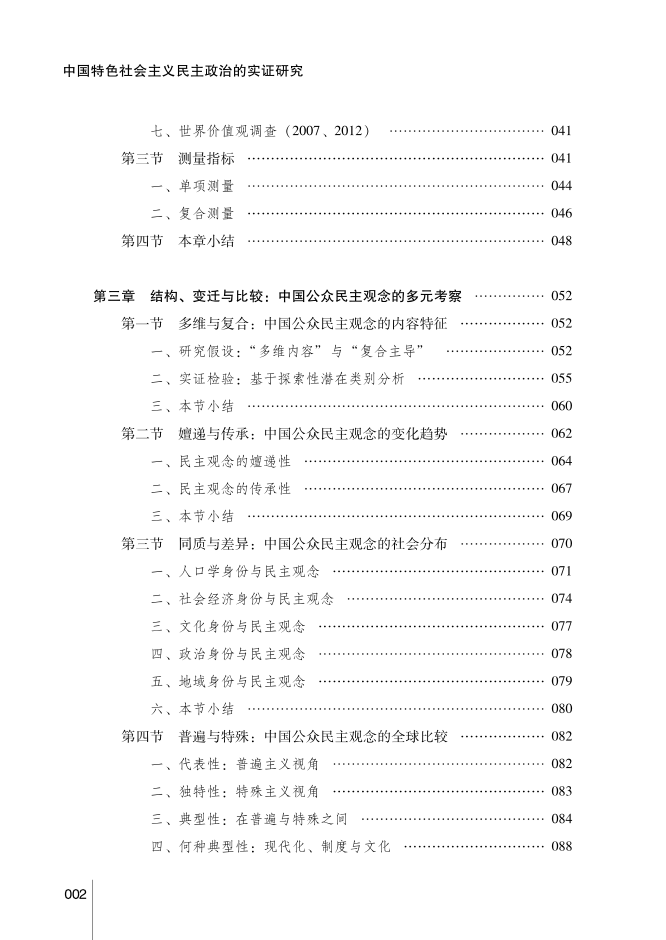 中国特色社会主义民主政治的实证研究
七、世界价值观调查（2007、2012） …………………………… 041
第三节 测量指标 ……………………………………………………… 041
一、单项测量 ……………………………………………………… 044
二、复合测量 ……………………………………………………… 046
第四节 本章小结 ……………………………………………………… 048
第三章 结构、变迁与比较：中国公众民主观念的多元考察 …………… 052
第一节 多维与复合：中国公众民主观念的内容特征 ……………… 052
一、研究假设：“多维内容”与“复合主导” ………………… 052
二、实证检验：基于探索性潜在类别分析 ……………………… 055
三、本节小结 ……………………………………………………… 060
第二节 嬗递与传承：中国公众民主观念的变化趋势 ……………… 062
一、民主观念的嬗递性 …………………………………………… 064
二、民主观念的传承性 …………………………………………… 067
三、本节小结 ……………………………………………………… 069
第三节 同质与差异：中国公众民主观念的社会分布 ……………… 070
一、人口学身份与民主观念 ……………………………………… 071
二、社会经济身份与民主观念 …………………………………… 074
三、文化身份与民主观念 ………………………………………… 077
四、政治身份与民主观念 ………………………………………… 078
五、地域身份与民主观念 ………………………………………… 079
六、本节小结 ……………………………………………………… 080
第四节 普遍与特殊：中国公众民主观念的全球比较 ……………… 082
一、代表性：普遍主义视角 ……………………………………… 082
二、独特性：特殊主义视角 ……………………………………… 083
三、典型性：在普遍与特殊之间 ………………………………… 084
四、何种典型性：现代化、制度与文化 ………………………… 088
002